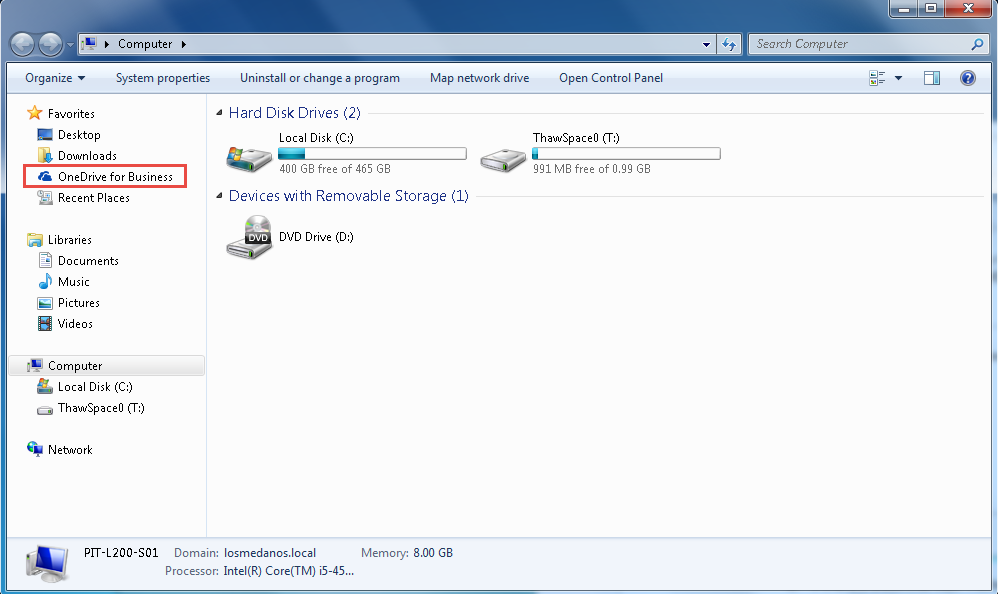 Computer
Search Computer
Organize
System properties
Uninstall or change a program
Map network drive
Open Control Panel
Favorites
Desktop
Downloads
OneDrive for Business
Recent Places
Libraries
Documents
Music
Pictures
Videos
Computer
Local Disk (C:)
ThawSpace0 (T:)
Network
Hard Disk Drives (2)
Local Disk (C:)
400 GB free of 465 GB
ThawSpace0 (T:)
991 MB free of 0.99 GB
Devices with Removable Storage (1)
DVD
DVD Drive (D:)
PIT-L200-S01 Domain: losmedanos.local Memory: 8.00 GB
Processor: Intel(R) Core(TM) i5-45...